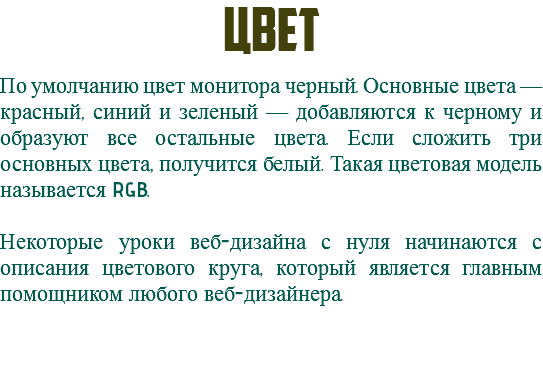 ЦВЕТ
По умолчанию цвет монитора черный. Основные цвета —
красный, синий и зеленый — добавляются к черному и
образуют все остальные цвета. Если сложить три
основных цвета, получится белый. Такая цветовая модель
называется RGB.
Некоторые уроки веб-дизайна с нуля начинаются с
описания цветового круга, который является главным
помощником любого веб-дизайнера.